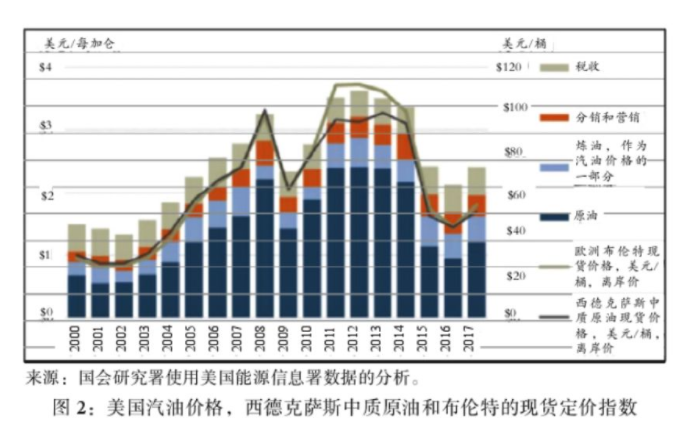 美元/每加仑
美元/桶
$4
$3
$2
$1
$0
$120
$100
$80
$60
$40
$20
$0
税收
分销和营销
炼油，作为
汽油价格的
一部分
原油
欧洲布伦特现
货价格，美元/
桶，离岸价
西德克萨斯中
质原油现货价
格，美元/桶，
离岸价
2000
2001
2002
2003
2004
2005
2006
2007
2008
2009
2010
2011
2012
2013
2014
2015
2016
2017
来源：国会研究署使用美国能源信息署数据的分析。
图 2：美国汽油价格，西德克萨斯中质原油和布伦特的现货定价指数